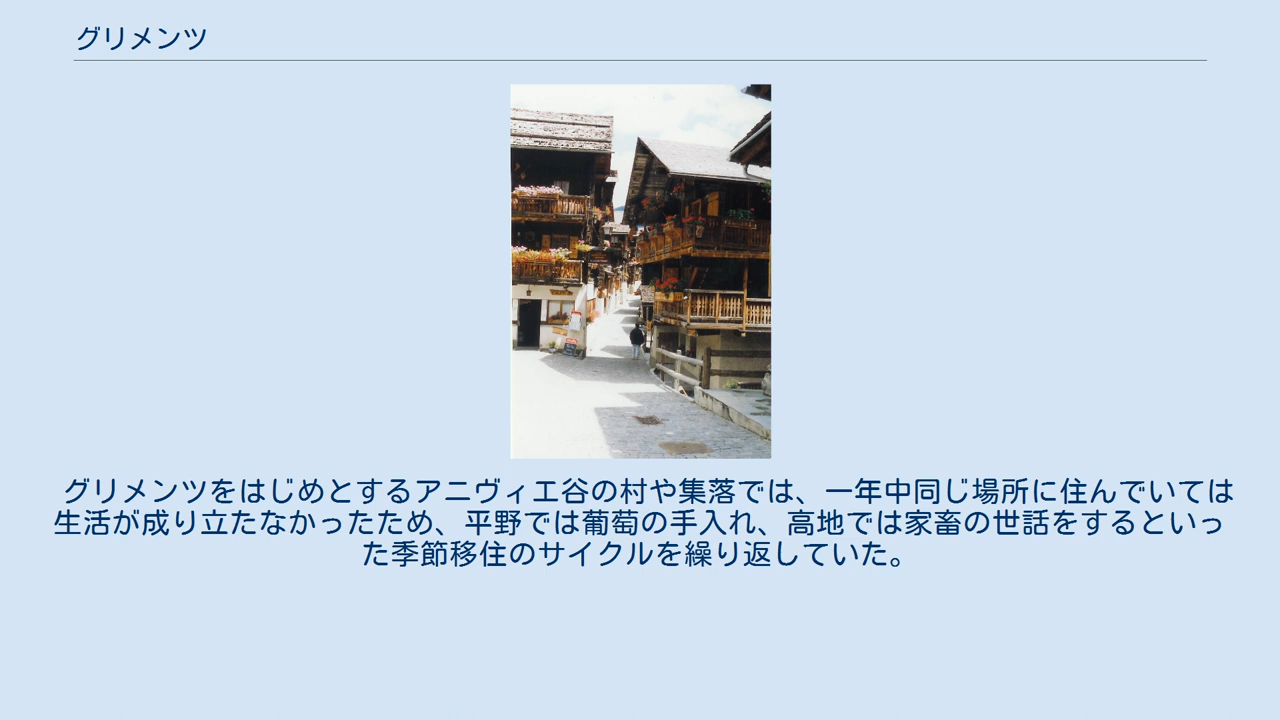 グリメンツ
グリメンツをはじめとするアニヴィエ谷の村や集落では、一年中同じ場所に住んでいては
生活が成り立たなかったため、平野では葡萄の手入れ、高地では家畜の世話をするといっ
た季節移住のサイクルを繰り返していた。